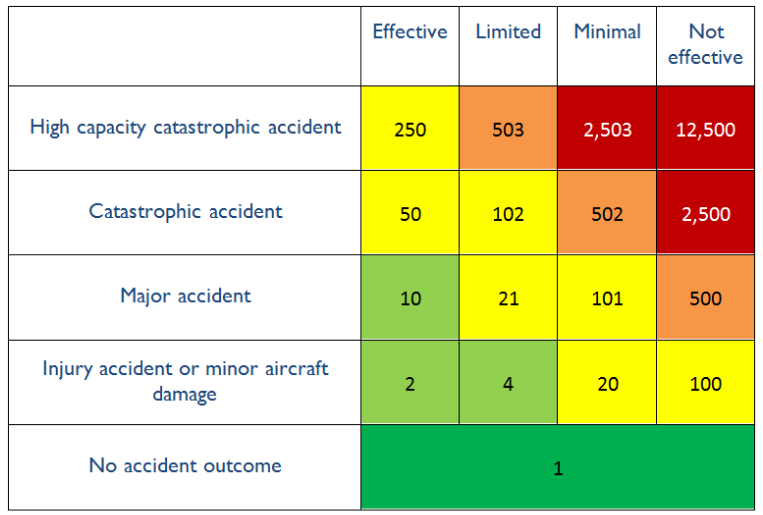 Effective Limited Minimal Not
effective
High capacity catastrophic accident 250 503 2,503 12,500
Catastrophic accident 50 102 502 2,500
Major accident 10 21 101 500
Injury accident or minor aircraft
damage 2 4 20 100
No accident outcome 1